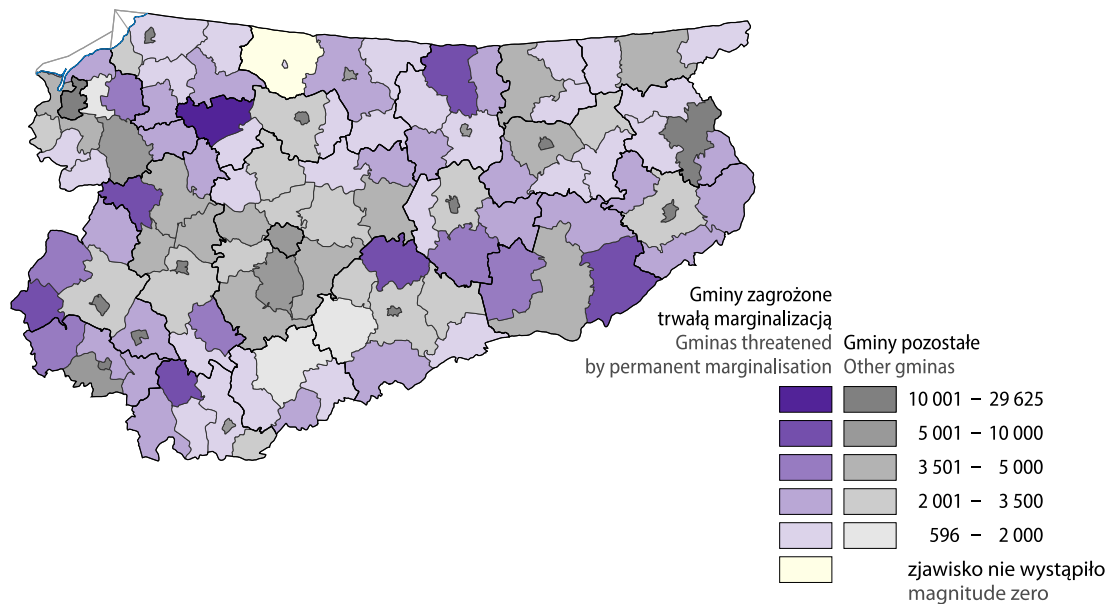 Gminy zagrożone
trwałą marginalizacją
Gminas threatened
by permanent marginalisation
Gminy pozostałe
Other gminas
10 001 – 29 625
5 001 – 10 000
3 501 – 5 000
2 001 – 3 500
596 – 2 000
zjawisko nie wystąpiło
magnitude zero